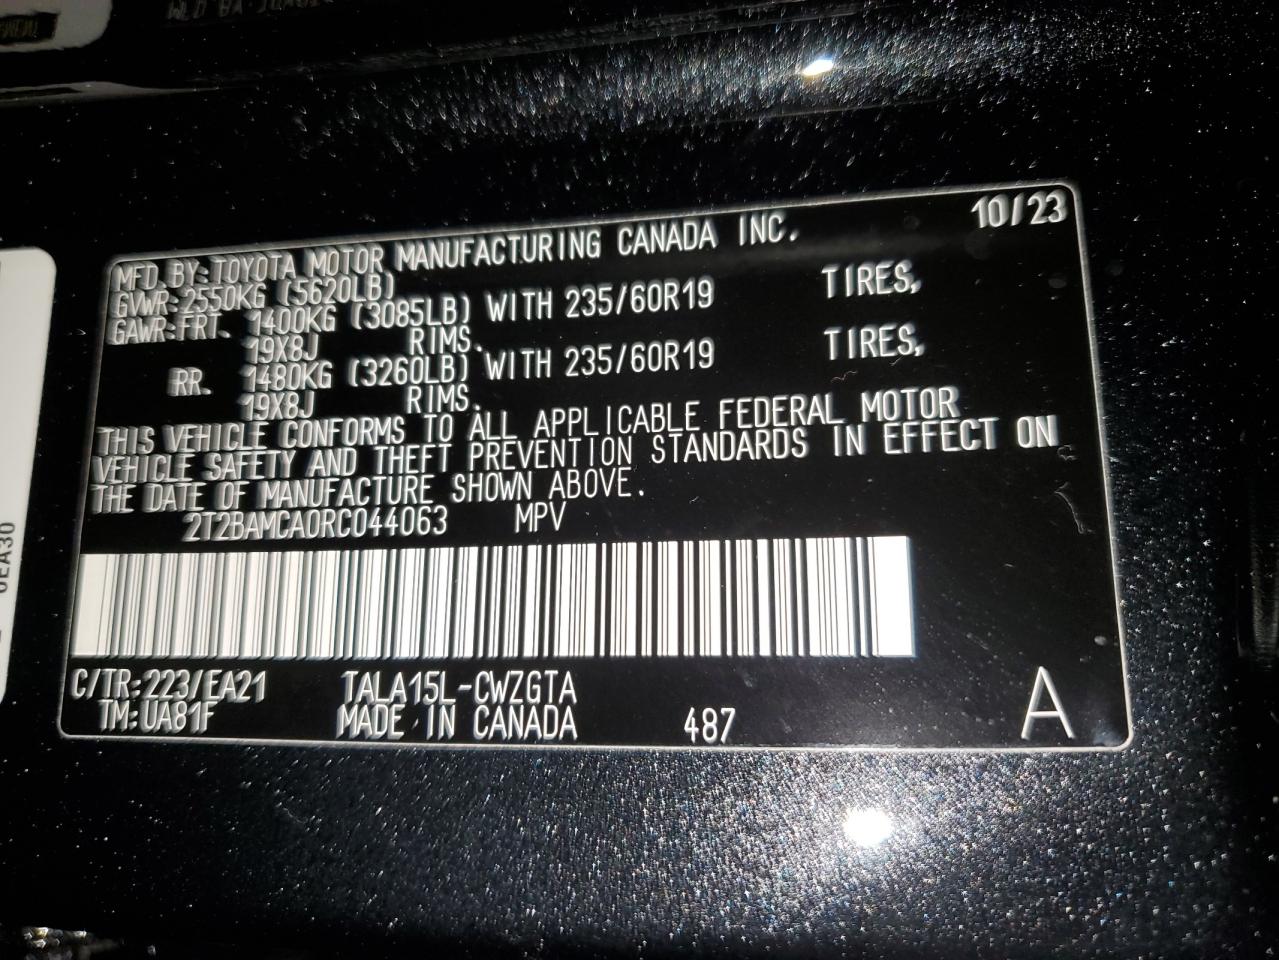 10/23
MFD.BY:TOYOTA MOTOR MANUFACTURING CANADA INC.
GVWR:2550KG (5620LB)
GAWR:FRT. 1400KG (3085LB) WITH 235/60R19 TIRES,
19X8J RIMS.
RR. 1480KG (3260LB) WITH 235/60R19 TIRES,
19X8J RIMS.
THIS VEHICLE CONFORMS TO ALL APPLICABLE FEDERAL MOTOR
VEHICLE SAFETY AND THEFT PREVENTION STANDARDS IN EFFECT ON
THE DATE OF MANUFACTURE SHOWN ABOVE.
2T2BAMCA0RC044063 MPV
C/TR:223/EA21 TALA15L-CWZGTA
TM:UA81F MADE IN CANADA 487 A